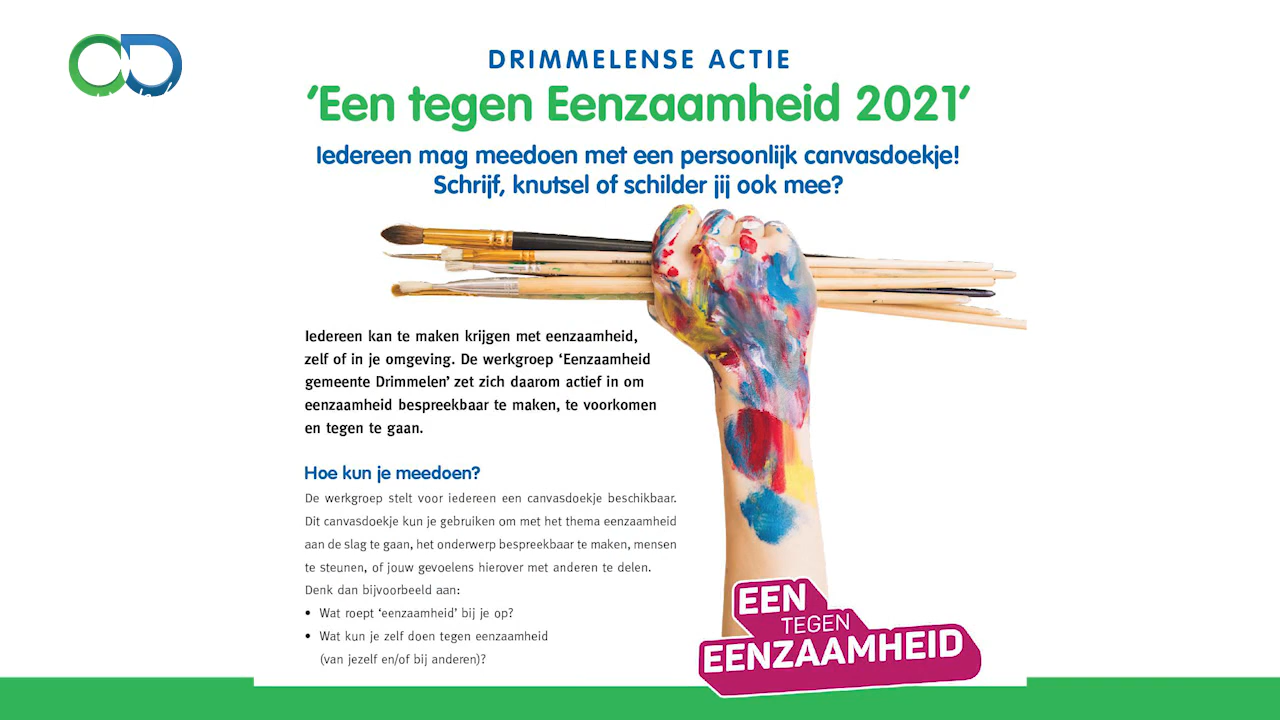 DRIMMELENSE ACTIE
'Een tegen Eenzaamheid 2021'
Iedereen mag meedoen met een persoonlijk canvasdoekje!
Schrijf, knutsel of schilder jij ook mee?
Iedereen kan te maken krijgen met eenzaamheid,
zelf of in je omgeving. De werkgroep ‘Eenzaamheid
gemeente Drimmelen’ zet zich daarom actief in om
eenzaamheid bespreekbaar te maken, te voorkomen
en tegen te gaan.
Hoe kun je meedoen?
De werkgroep stelt voor iedereen een canvasdoekje beschikbaar.
Dit canvasdoekje kun je gebruiken om met het thema eenzaamheid
aan de slag te gaan, het onderwerp bespreekbaar te maken, mensen
te steunen, of jouw gevoelens hierover met anderen te delen.
Denk dan bijvoorbeeld aan:
• Wat roept ‘eenzaamheid’ bij je op?
• Wat kun je zelf doen tegen eenzaamheid
(van jezelf en/of bij anderen)?
EEN
TEGEN
EENZAAMHEID